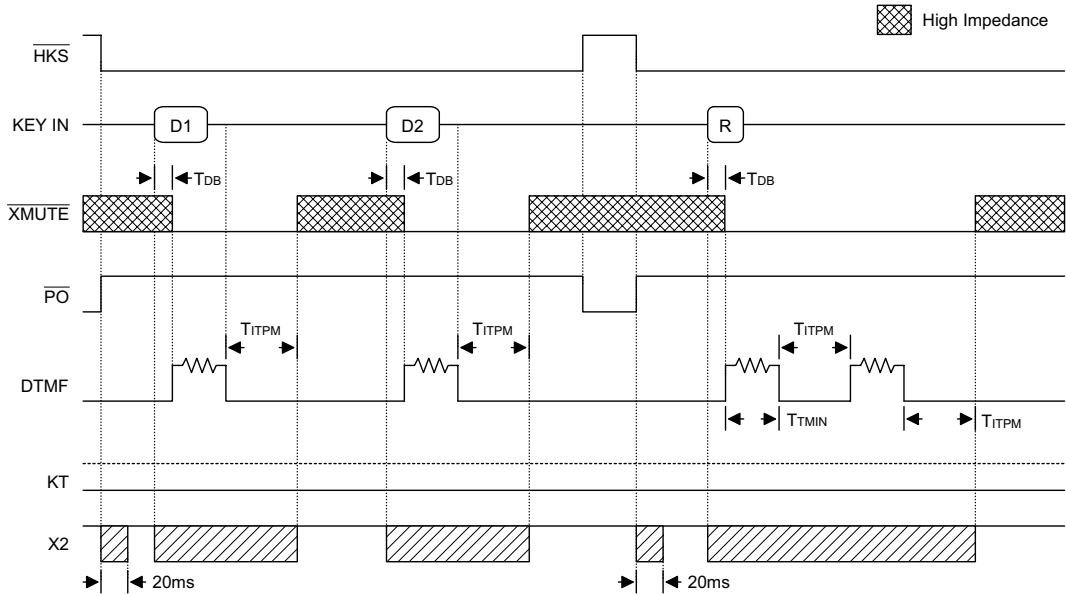 High Impedance
HKS
KEY IN D1 D2 R
TDB TDB TDB
XMUTE
PO
TITPM TITPM TITPM
DTMF
TTMIN TITPM
KT
X2
20ms 20ms